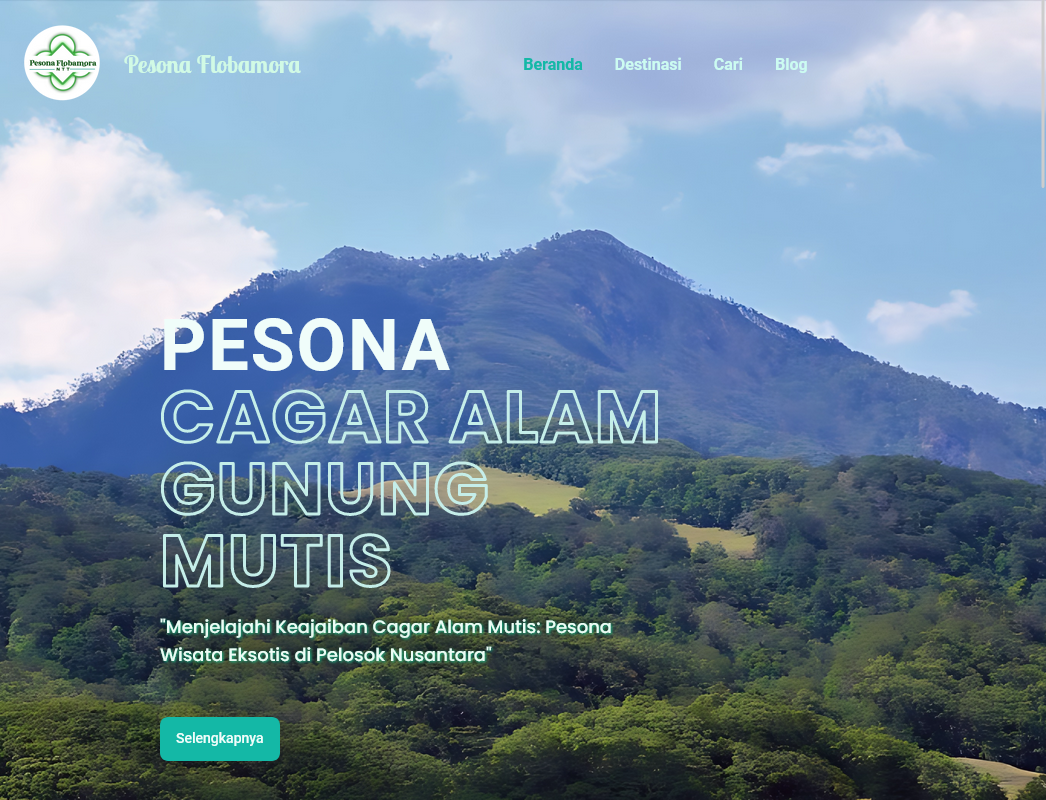 Pesona Flobamora
NTT
Pesona Flobamora
Beranda Destinasi Cari Blog
PESONA
CAGAR ALAM
GUNUNG
MUTIS
"Menjelajahi Keajaiban Cagar Alam Mutis: Pesona
Wisata Eksotis di Pelosok Nusantara"
Selengkapnya